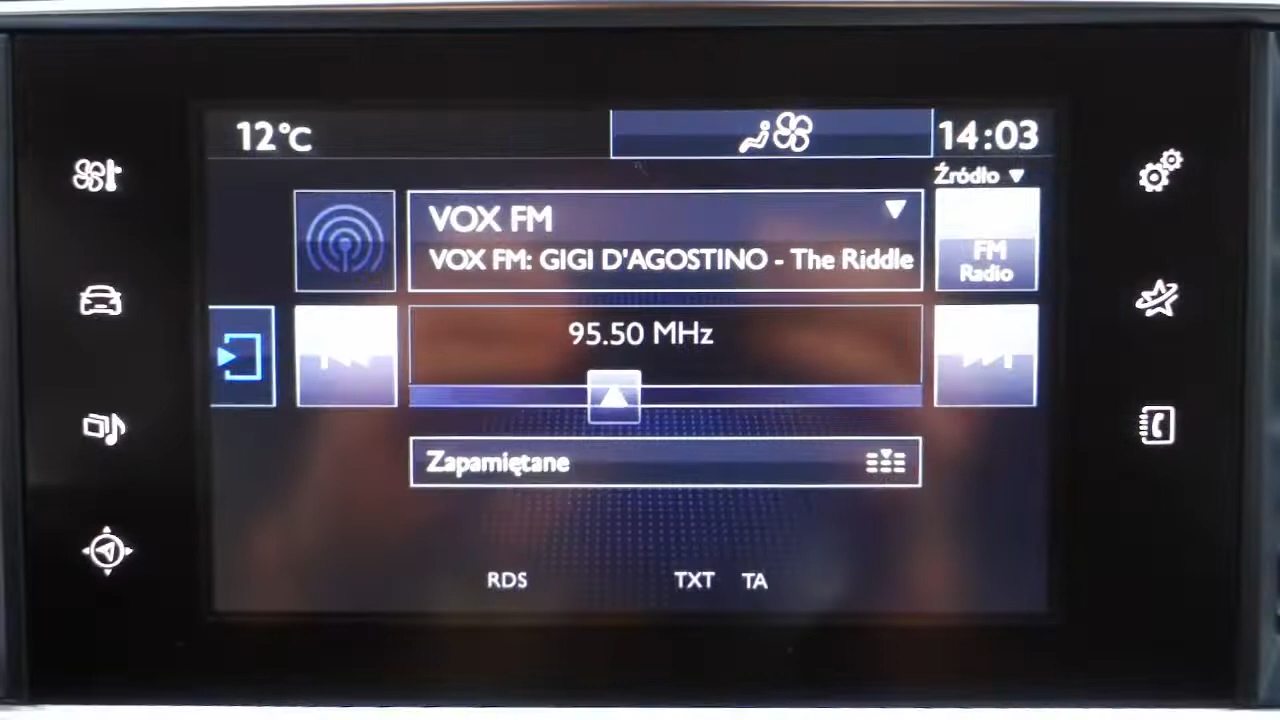 12°C
14:03
Źródło
VOX FM
VOX FM: GIGI D'AGOSTINO - The Riddle
FM
Radio
95.50 MHz
Zapamiętane
RDS TXT TA